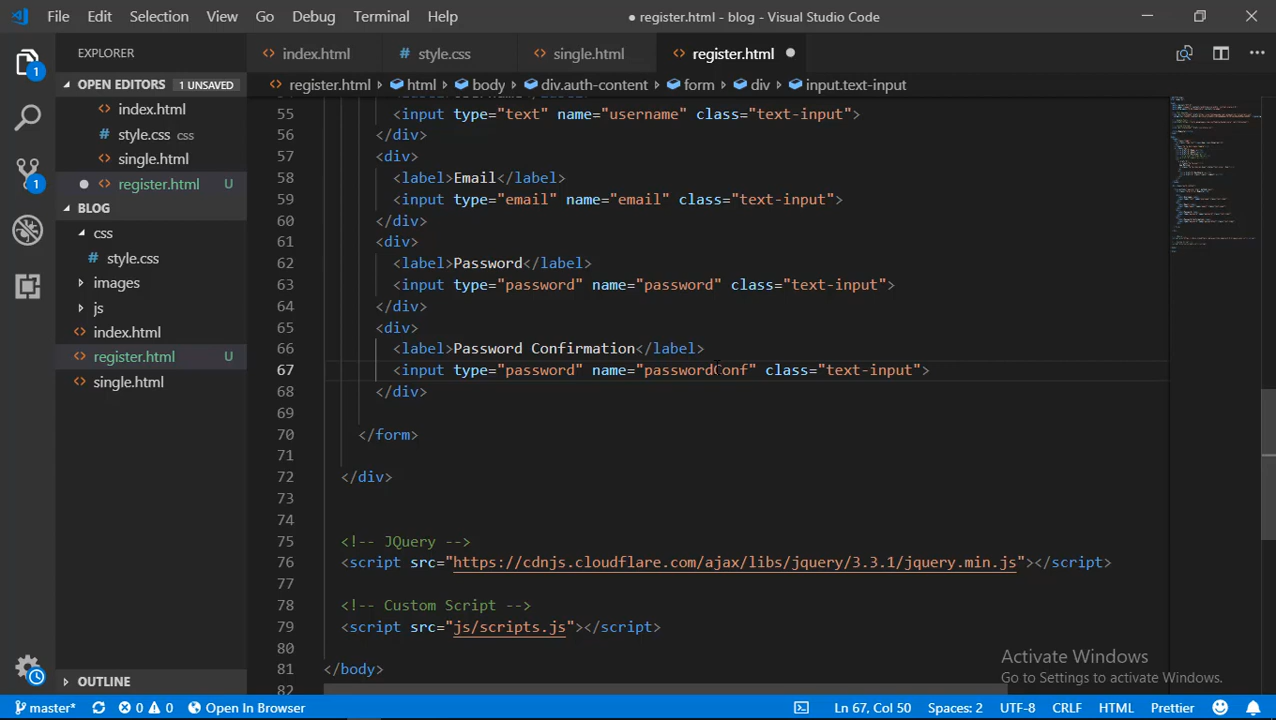 File Edit Selection View Go Debug Terminal Help
● register.html - blog - Visual Studio Code
EXPLORER
index.html
style.css
single.html
register.html
OPEN EDITORS 1 UNSAVED
register.html › html › body › div.auth-content › form › div › input.text-input
index.html
style.css css
single.html
register.html U
BLOG
css
style.css
images
js
index.html
register.html U
single.html
OUTLINE
1
1
55 <input type="text" name="username" class="text-input">
56 </div>
57 <div>
58 <label>Email</label>
59 <input type="email" name="email" class="text-input">
60 </div>
61 <div>
62 <label>Password</label>
63 <input type="password" name="password" class="text-input">
64 </div>
65 <div>
66 <label>Password Confirmation</label>
67 <input type="password" name="passwordConf" class="text-input">
68 </div>
69
70 </form>
71
72 </div>
73
74
75 <!-- JQuery -->
76 <script src="https://cdnjs.cloudflare.com/ajax/libs/jquery/3.3.1/jquery.min.js"></script>
77
78 <!-- Custom Script -->
79 <script src="js/scripts.js"></script>
80
81 </body>
82
Activate Windows
Go to Settings to activate Windows.
master* 0 0 Open In Browser
Ln 67, Col 50 Spaces: 2 UTF-8 CRLF HTML Prettier